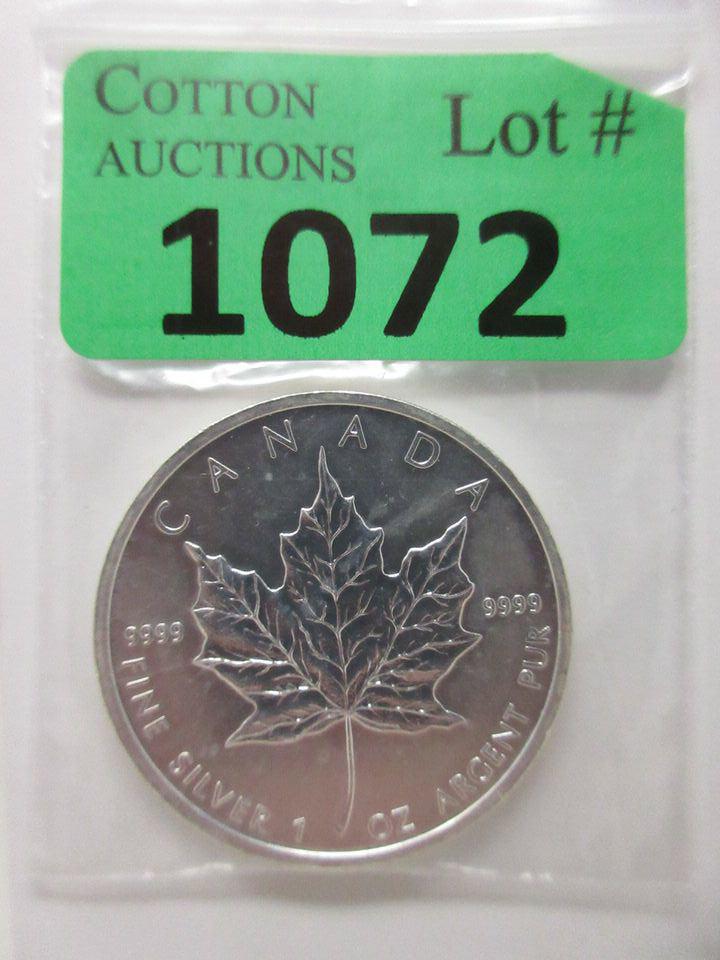 COTTON
AUCTIONS
Lot #
1072
CANADA
9999
9999
FINE SILVER 1 OZ ARGENT PUR